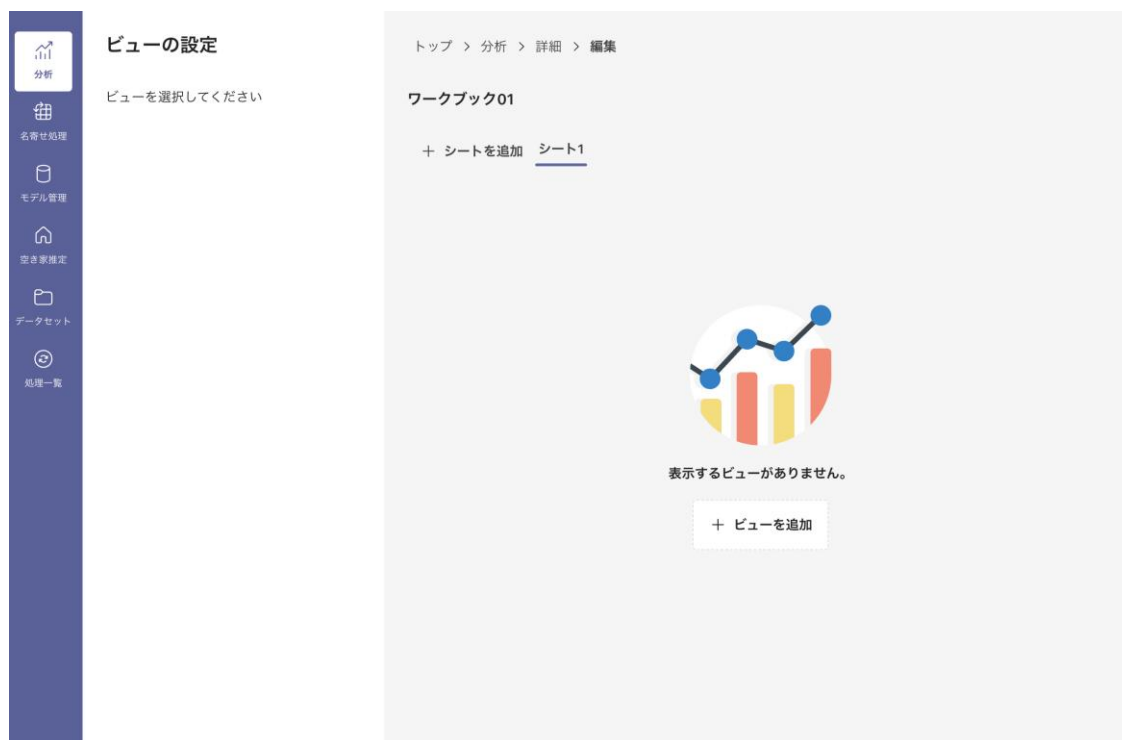 分析
名寄せ処理
モデル管理
空き家推定
データセット
処理一覧
ビューの設定
ビューを選択してください
トップ > 分析 > 詳細 > 編集
ワークブック01
+ シートを追加 シート1
表示するビューがありません。
+ ビューを追加